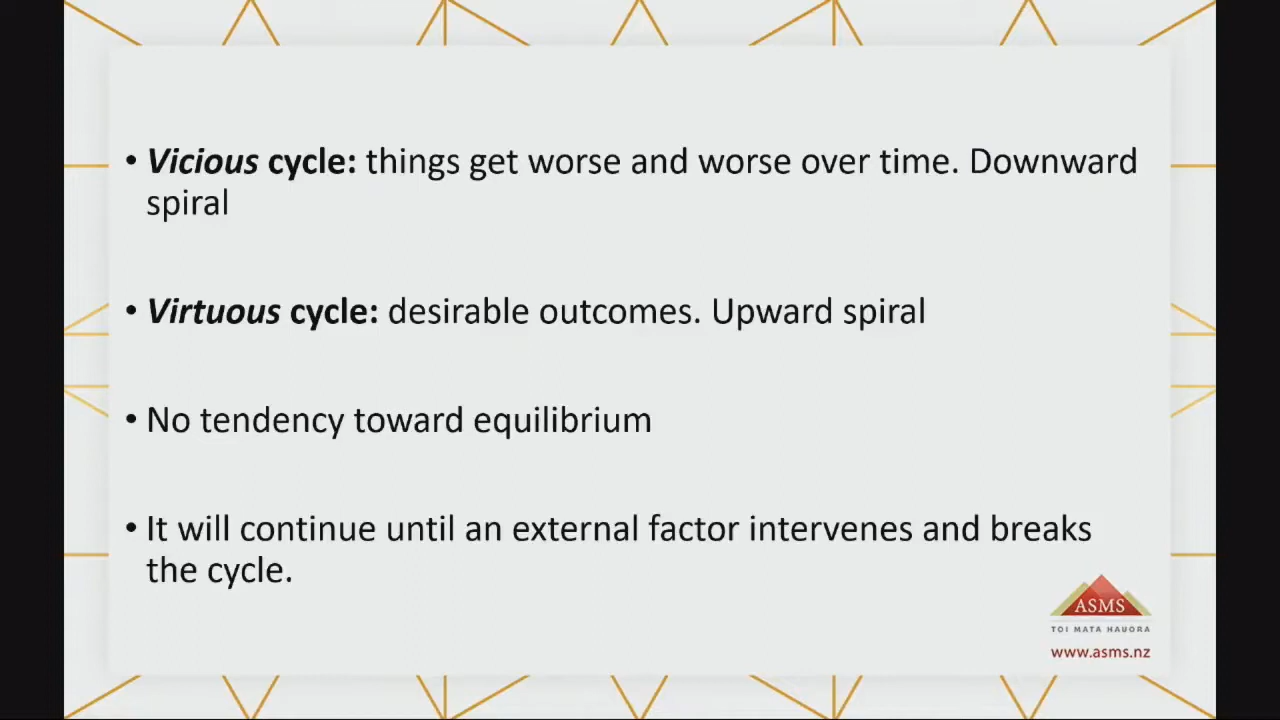 • Vicious cycle: things get worse and worse over time. Downward
spiral
• Virtuous cycle: desirable outcomes. Upward spiral
• No tendency toward equilibrium
• It will continue until an external factor intervenes and breaks
the cycle.
ASMS
TOI MATA HAUORA
www.asms.nz